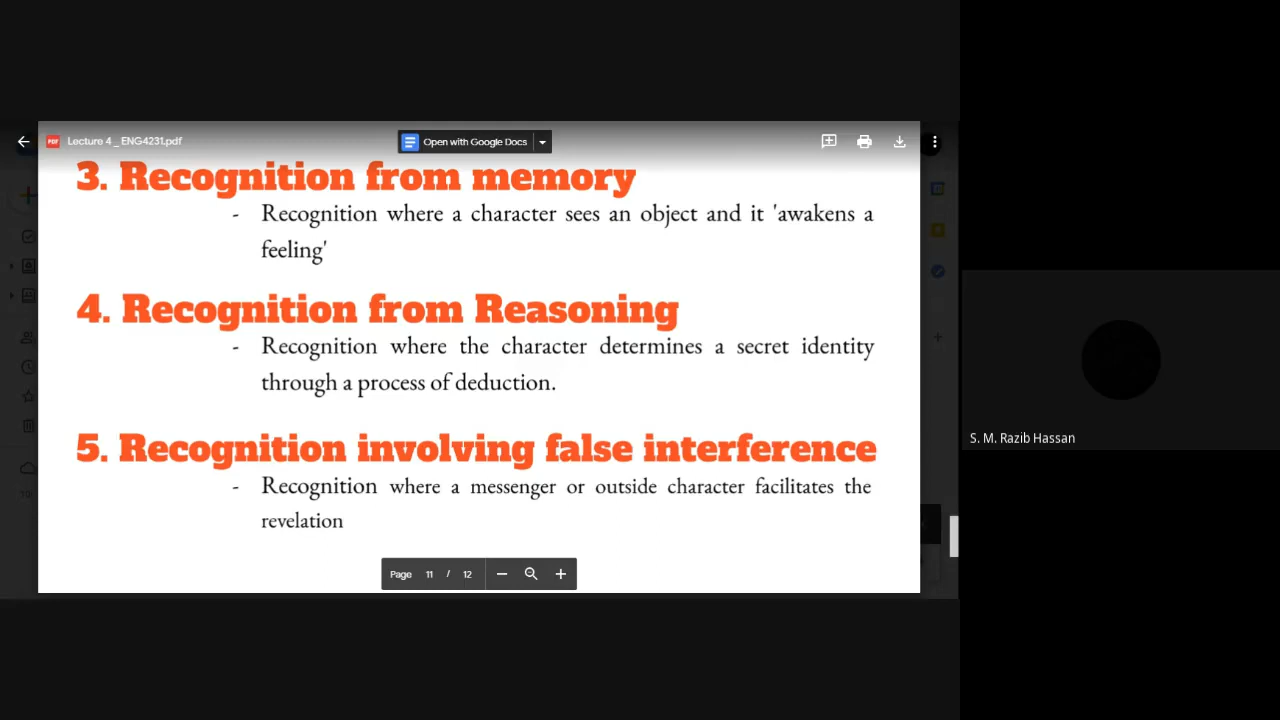 Lecture 4 _ ENG4231.pdf
Open with Google Docs
3. Recognition from memory
- Recognition where a character sees an object and it 'awakens a
feeling'
4. Recognition from Reasoning
- Recognition where the character determines a secret identity
through a process of deduction.
5. Recognition involving false interference
- Recognition where a messenger or outside character facilitates the
revelation
Page 11 / 12
S. M. Razib Hassan